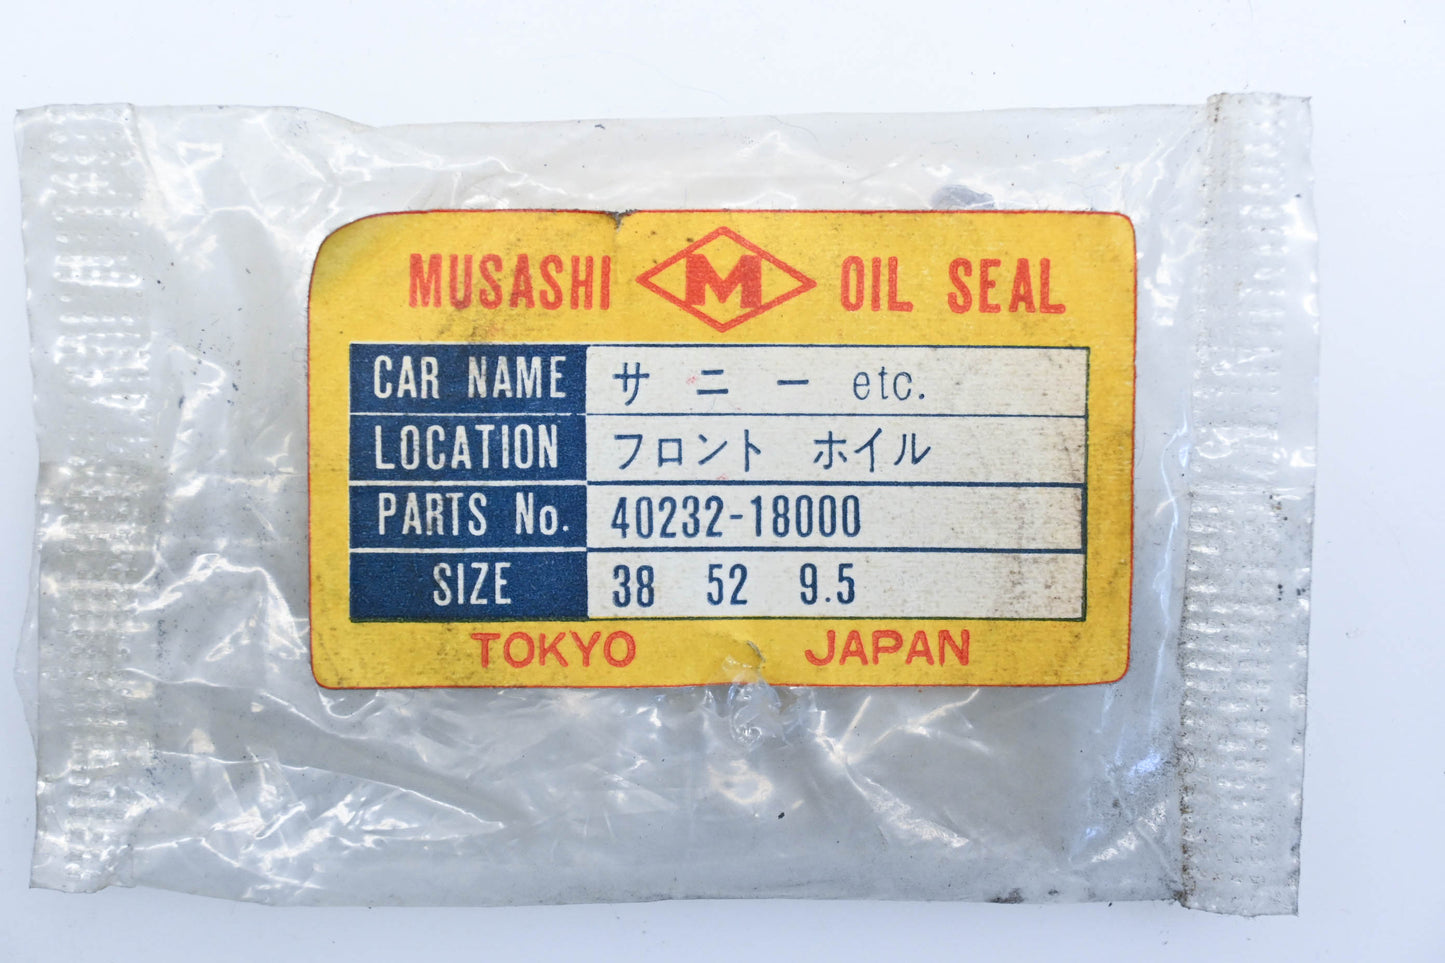 MUSASHI M OIL SEAL
CAR NAME サニー etc.
LOCATION フロント ホイル
PARTS No. 40232-18000
SIZE 38 52 9.5
TOKYO JAPAN